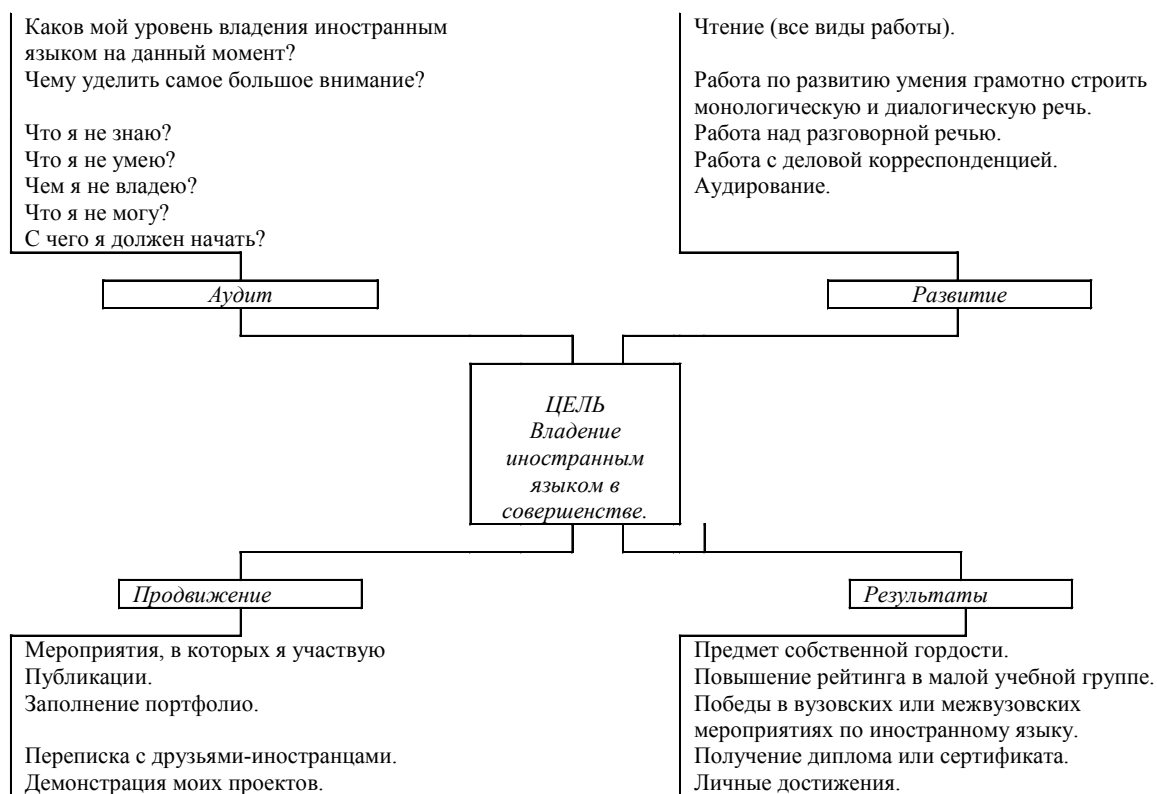 Каков мой уровень владения иностранным
языком на данный момент?
Чему уделить самое большое внимание?
Что я не знаю?
Что я не умею?
Чем я не владею?
Что я не могу?
С чего я должен начать?
Аудит
Чтение (все виды работы).
Работа по развитию умения грамотно строить
монологическую и диалогическую речь.
Работа над разговорной речью.
Работа с деловой корреспонденцией.
Аудирование.
Развитие
ЦЕЛЬ
Владение
иностранным
языком в
совершенстве.
Продвижение
Мероприятия, в которых я участвую
Публикации.
Заполнение портфолио.
Переписка с друзьями-иностранцами.
Демонстрация моих проектов.
Результаты
Предмет собственной гордости.
Повышение рейтинга в малой учебной группе.
Победы в вузовских или межвузовских
мероприятиях по иностранному языку.
Получение диплома или сертификата.
Личные достижения.